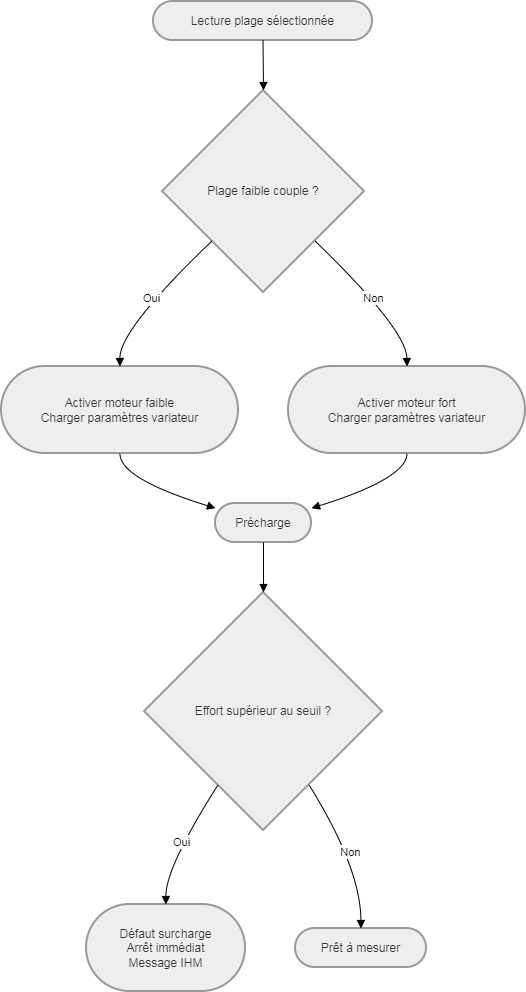 Lecture plage sélectionnée
Plage faible couple ?
Oui
Non
Activer moteur faible
Charger paramètres variateur
Activer moteur fort
Charger paramètres variateur
Précharge
Effort supérieur au seuil ?
Oui
Non
Défaut surcharge
Arrêt immédiat
Message IHM
Prêt à mesurer